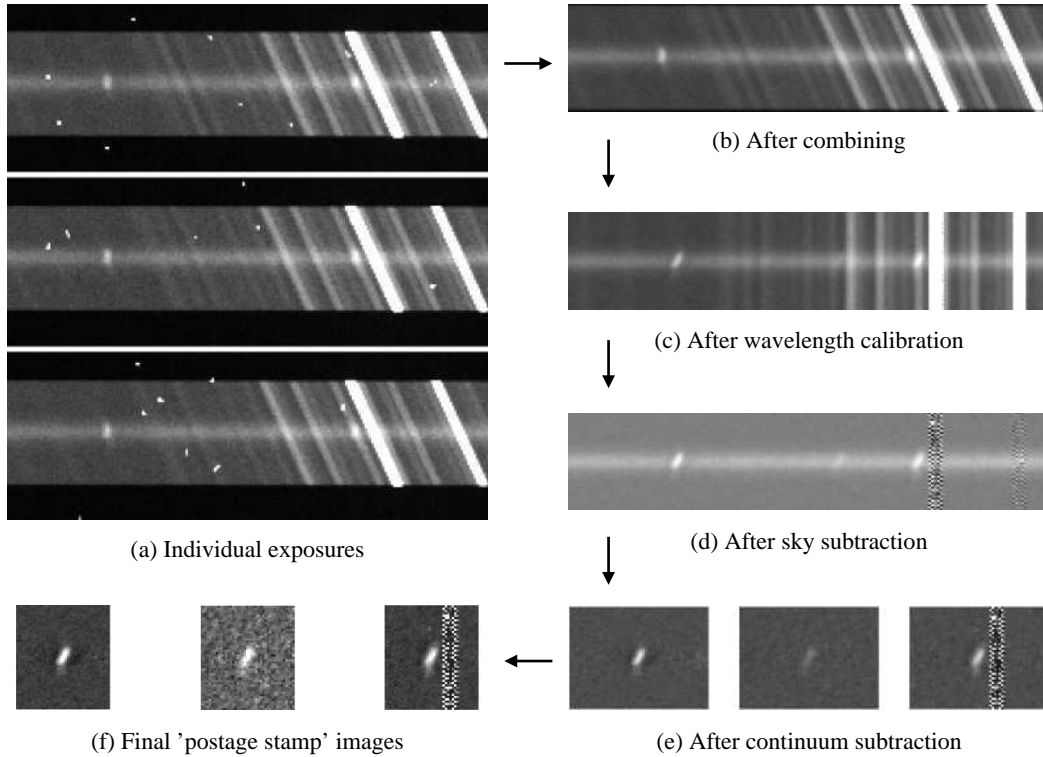 (a) Individual exposures
(b) After combining
(c) After wavelength calibration
(d) After sky subtraction
(e) After continuum subtraction
(f) Final ’postage stamp’ images